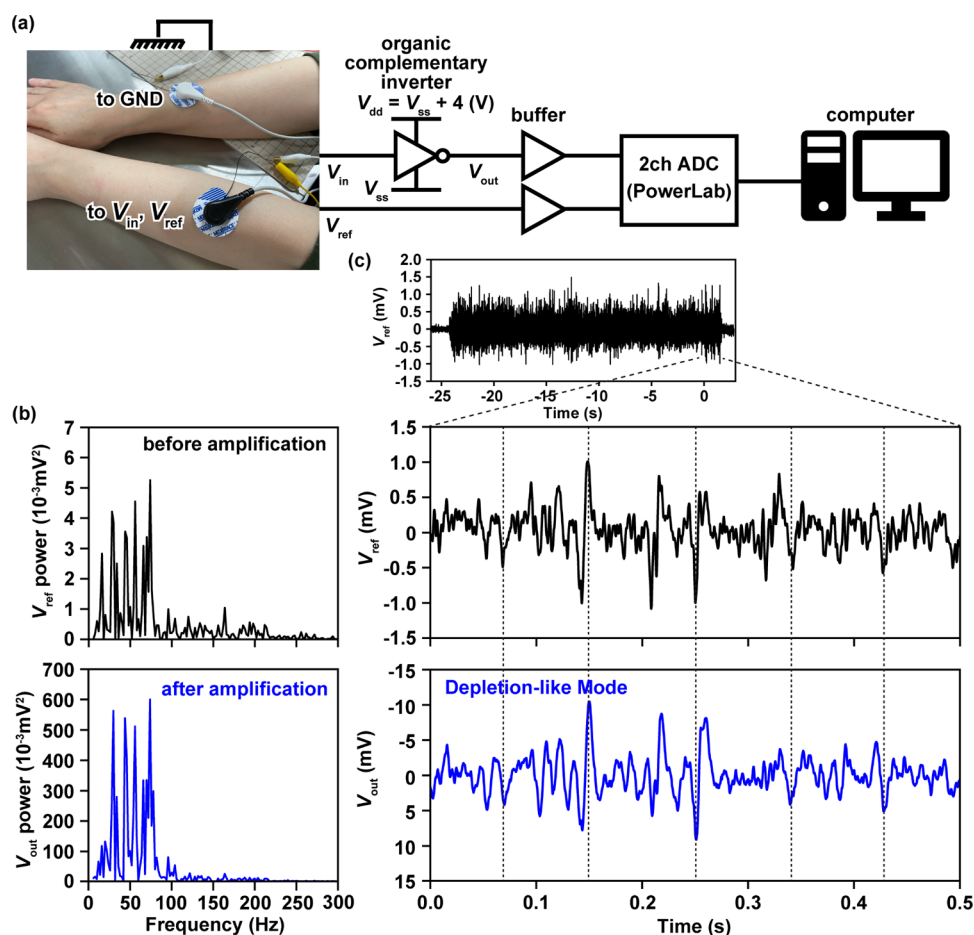 (a)
to GND
to Vin, Vref
organic
complementary
inverter
Vdd = Vss + 4 (V)
Vin
Vss
Vout
Vref
buffer
2ch ADC
(PowerLab)
computer
(c)
Vref (mV)
2.0
1.5
1.0
0.5
0
-0.5
-1.0
-1.5
-25 -20 -15 -10 -5 0
Time (s)
(b)
before amplification
Vref power (10⁻³mV²)
7
6
5
4
3
2
1
0
after amplification
Vout power (10⁻³mV²)
700
600
500
400
300
200
100
0
0 50 100 150 200 250 300
Frequency (Hz)
Vref (mV)
1.5
1.0
0.5
0
-0.5
-1.0
-1.5
Depletion-like Mode
Vout (mV)
-15
-10
-5
0
5
10
15
0.0 0.1 0.2 0.3 0.4 0.5
Time (s)